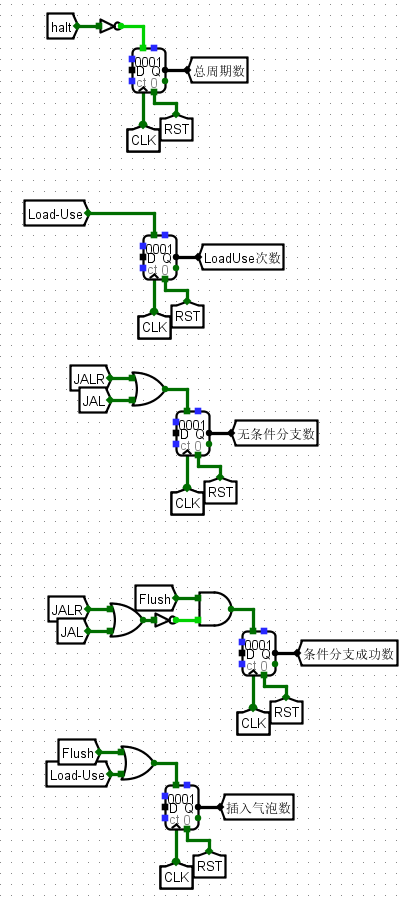 halt
0001
D Q
ct 0
总周期数
CLK
RST
Load-Use
0001
D Q
ct 0
LoadUse次数
CLK
RST
JALR
JAL
0001
D Q
ct 0
无条件分支数
CLK
RST
Flush
JALR
JAL
0001
D Q
ct 0
条件分支成功数
CLK
RST
Flush
Load-Use
0001
D Q
ct 0
插入气泡数
CLK
RST